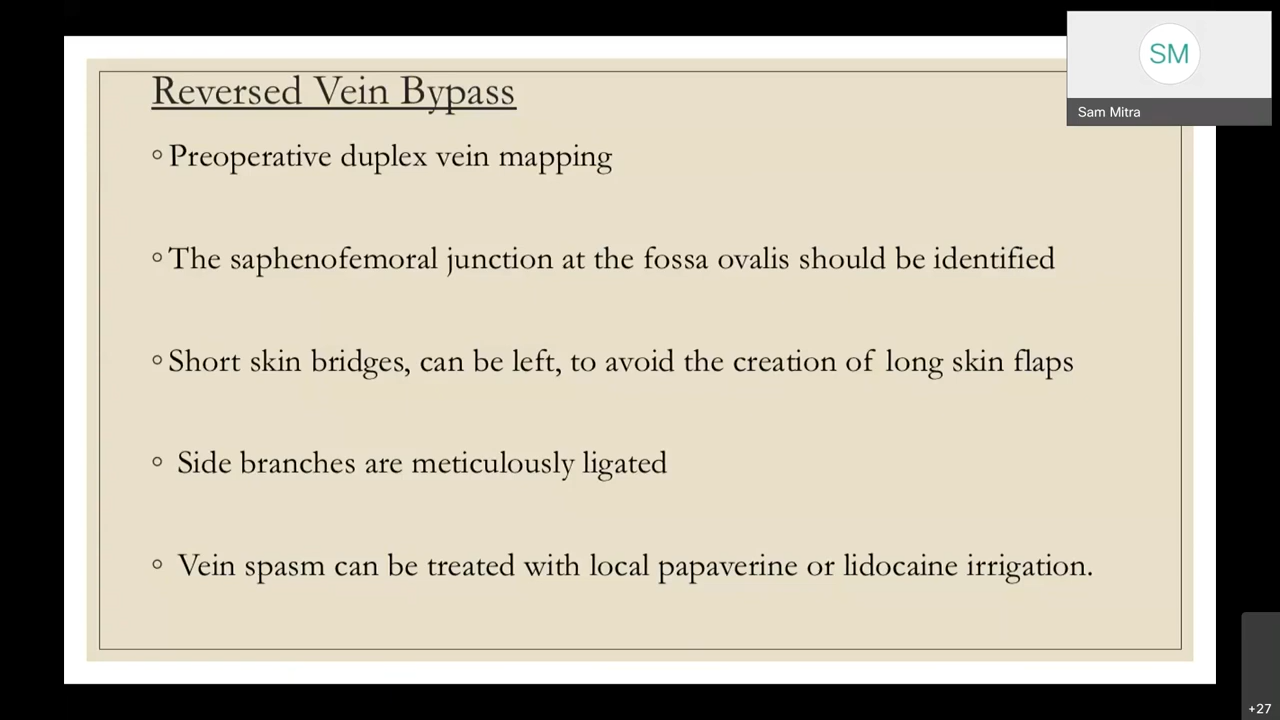 Reversed Vein Bypass
◦Preoperative duplex vein mapping
◦The saphenofemoral junction at the fossa ovalis should be identified
◦Short skin bridges, can be left, to avoid the creation of long skin flaps
◦ Side branches are meticulously ligated
◦ Vein spasm can be treated with local papaverine or lidocaine irrigation.
SM
Sam Mitra
+27